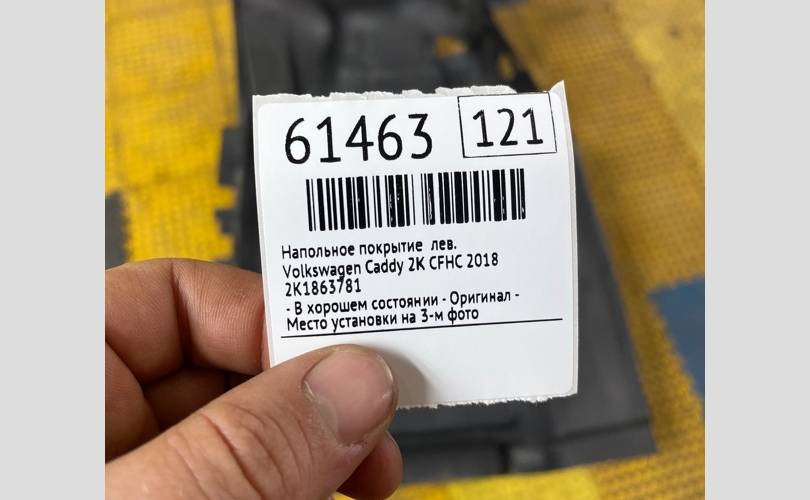 61463 121
Напольное покрытие лев.
Volkswagen Caddy 2K CFHC 2018
2K1863781
- В хорошем состоянии - Оригинал -
Место установки на 3-м фото